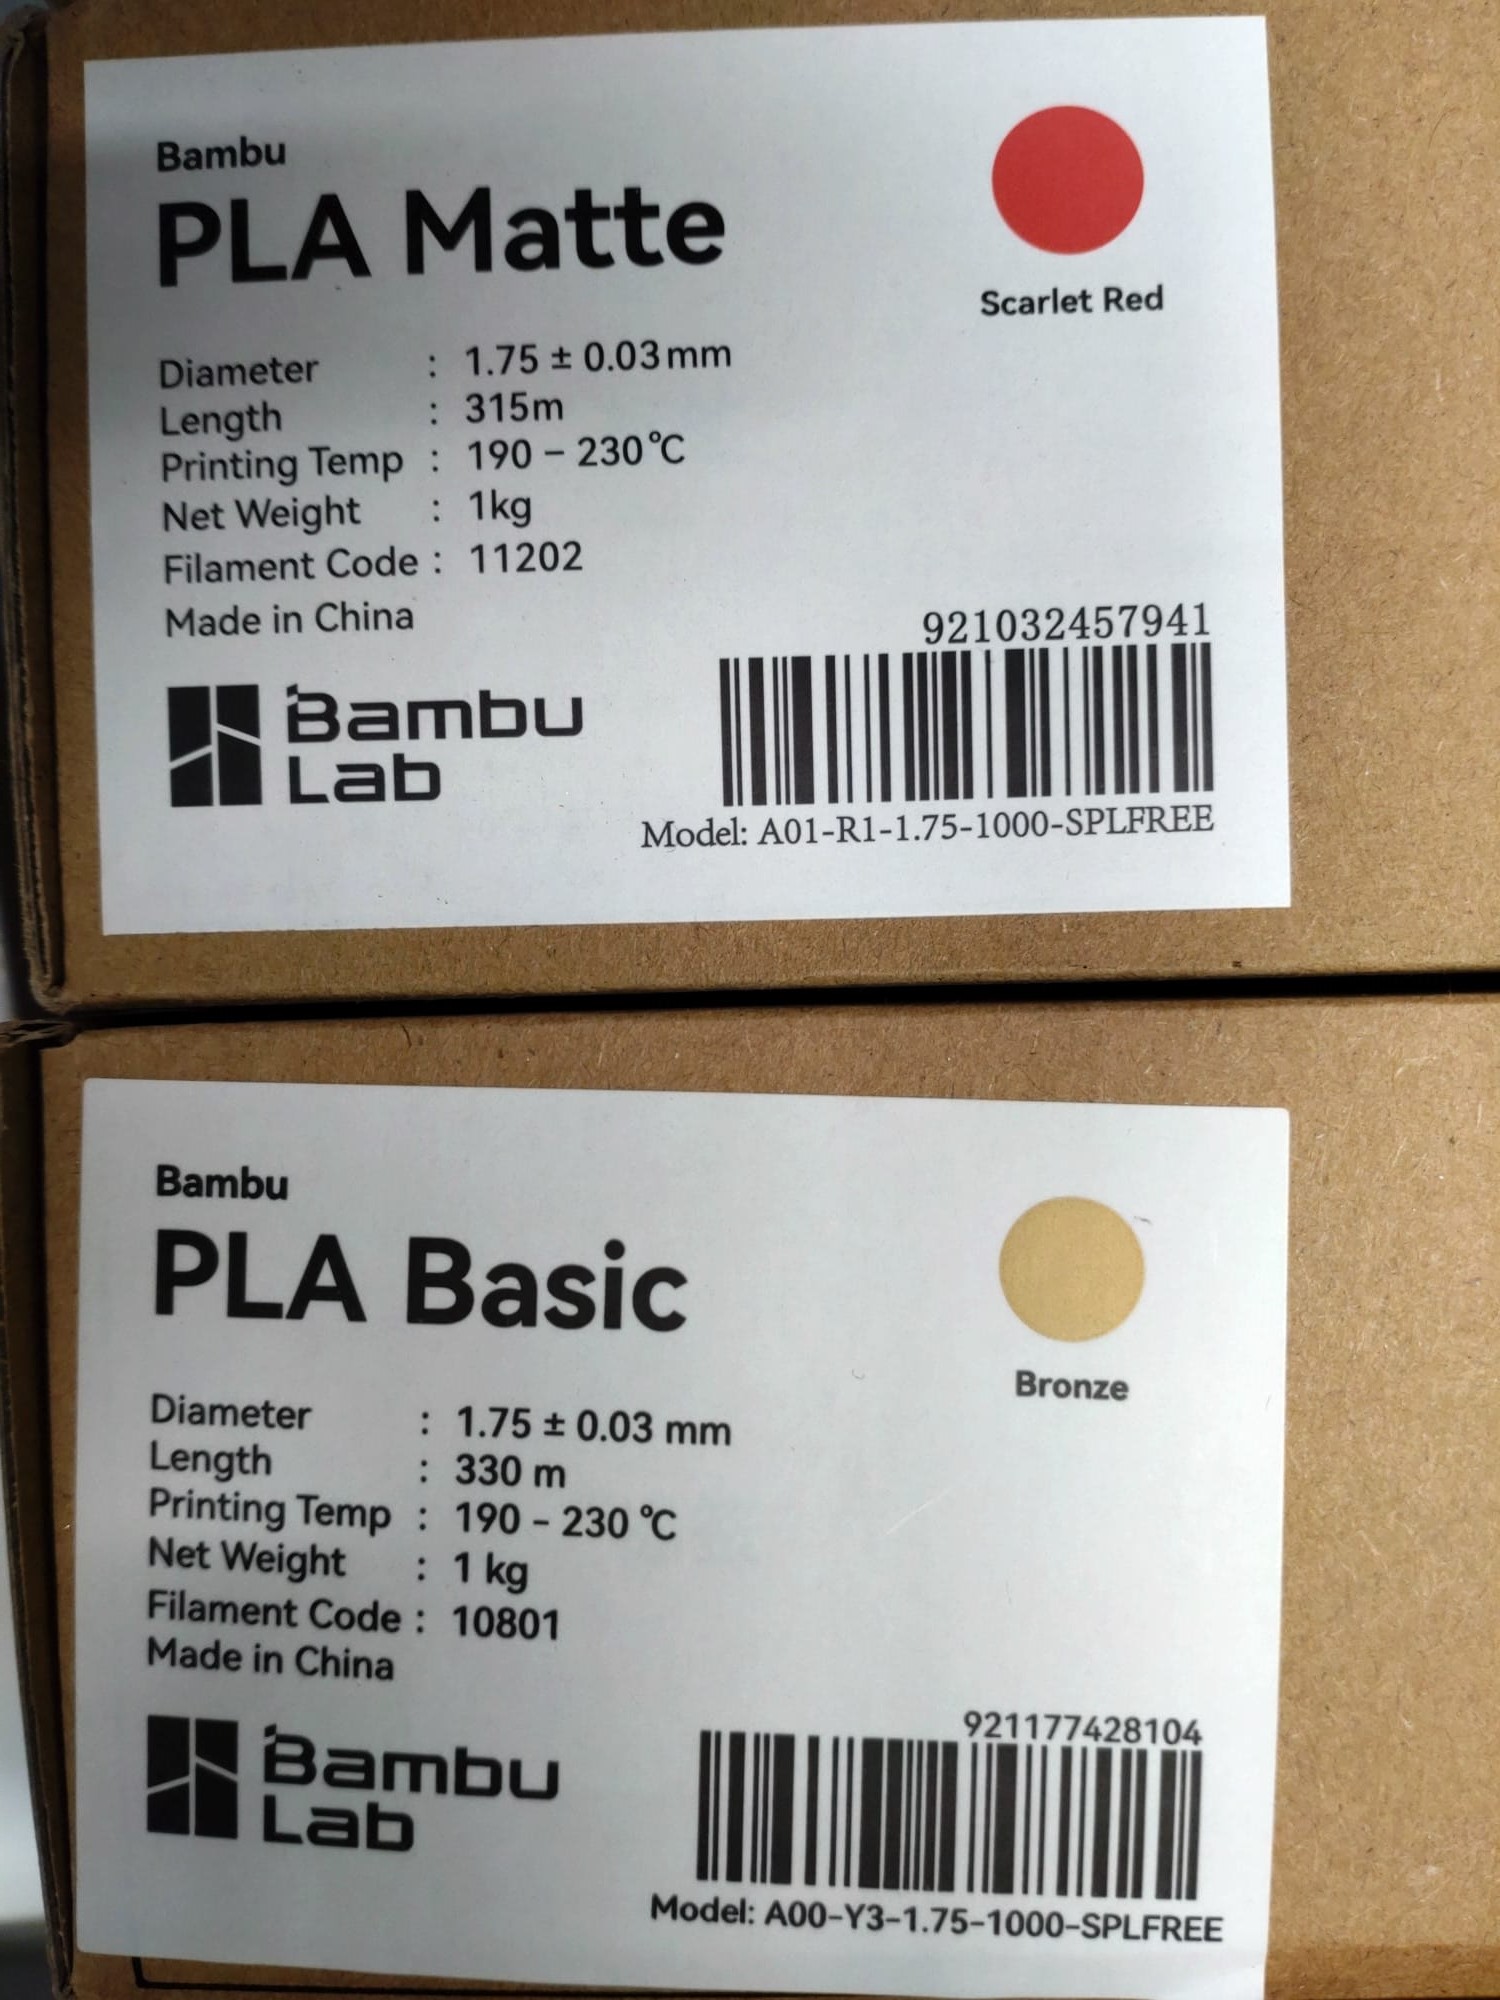 Bambu
PLA Matte
Scarlet Red
Diameter : 1.75 ± 0.03mm
Length : 315m
Printing Temp : 190 – 230℃
Net Weight : 1kg
Filament Code : 11202
Made in China
921032457941
Bambu
Lab
Model: A01-R1-1.75-1000-SPLFREE
Bambu
PLA Basic
Bronze
Diameter : 1.75 ± 0.03 mm
Length : 330 m
Printing Temp : 190 - 230 ℃
Net Weight : 1 kg
Filament Code : 10801
Made in China
921177428104
Bambu
Lab
Model: A00-Y3-1.75-1000-SPLFREE